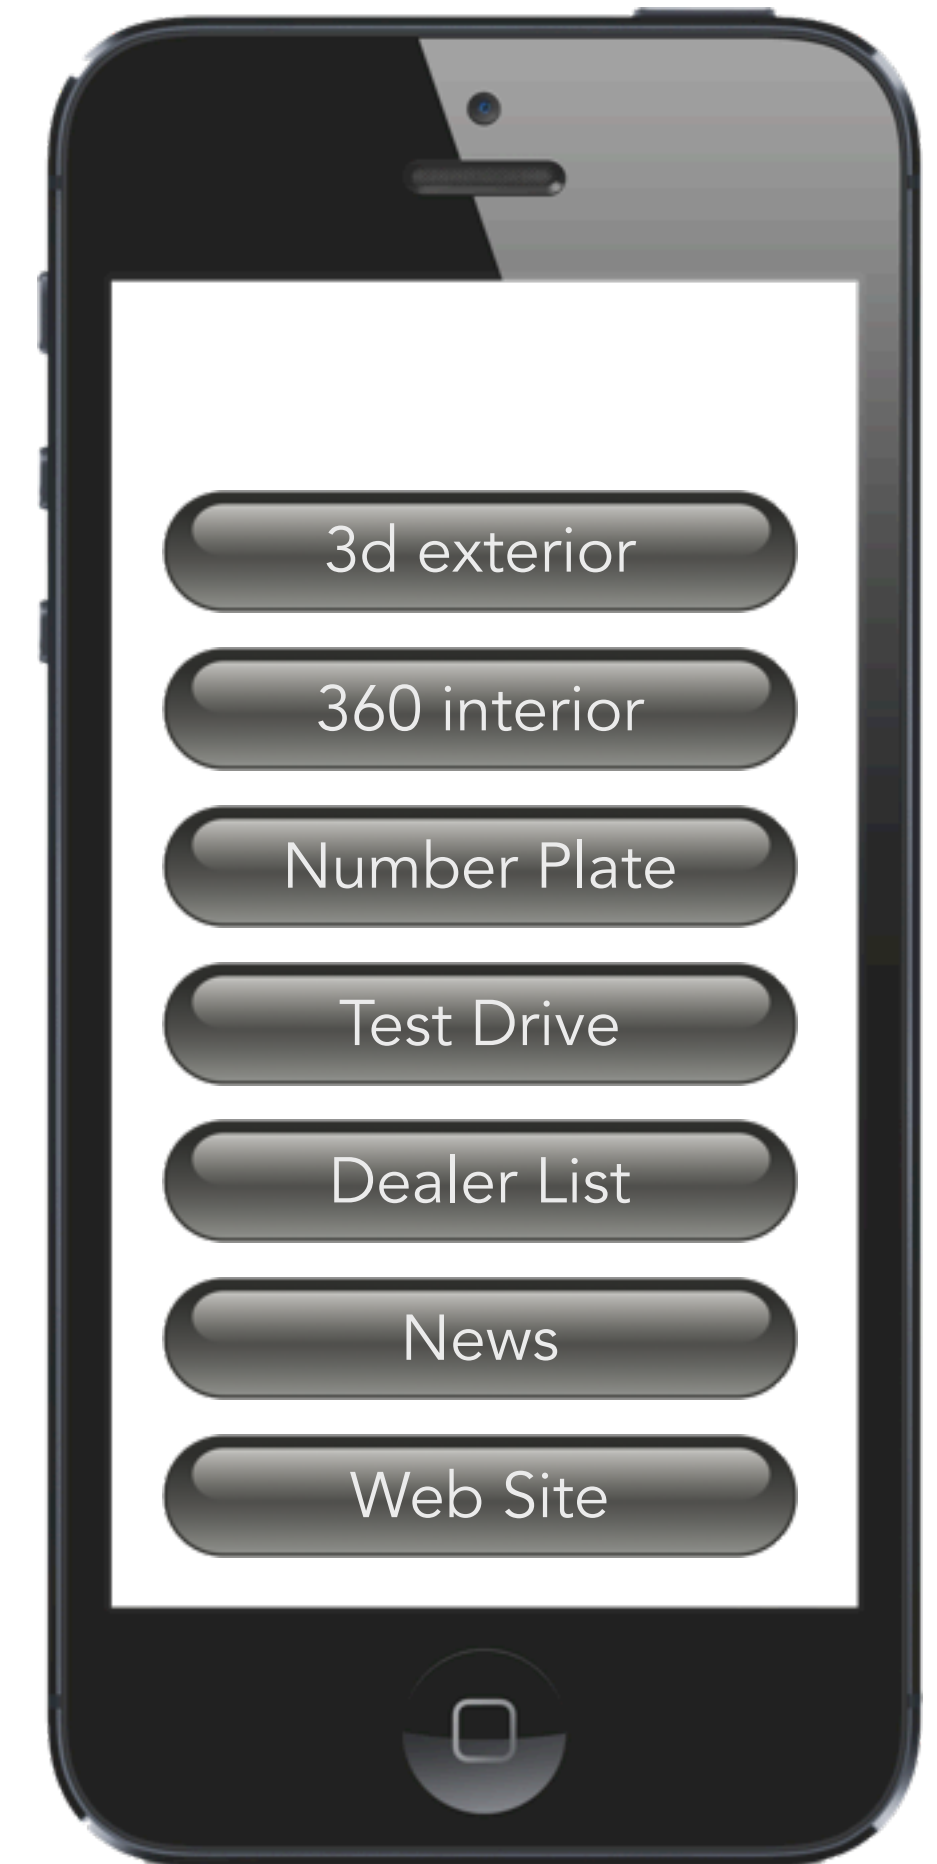 3d exterior
360 interior
Number Plate
Test Drive
Dealer List
News
Web Site